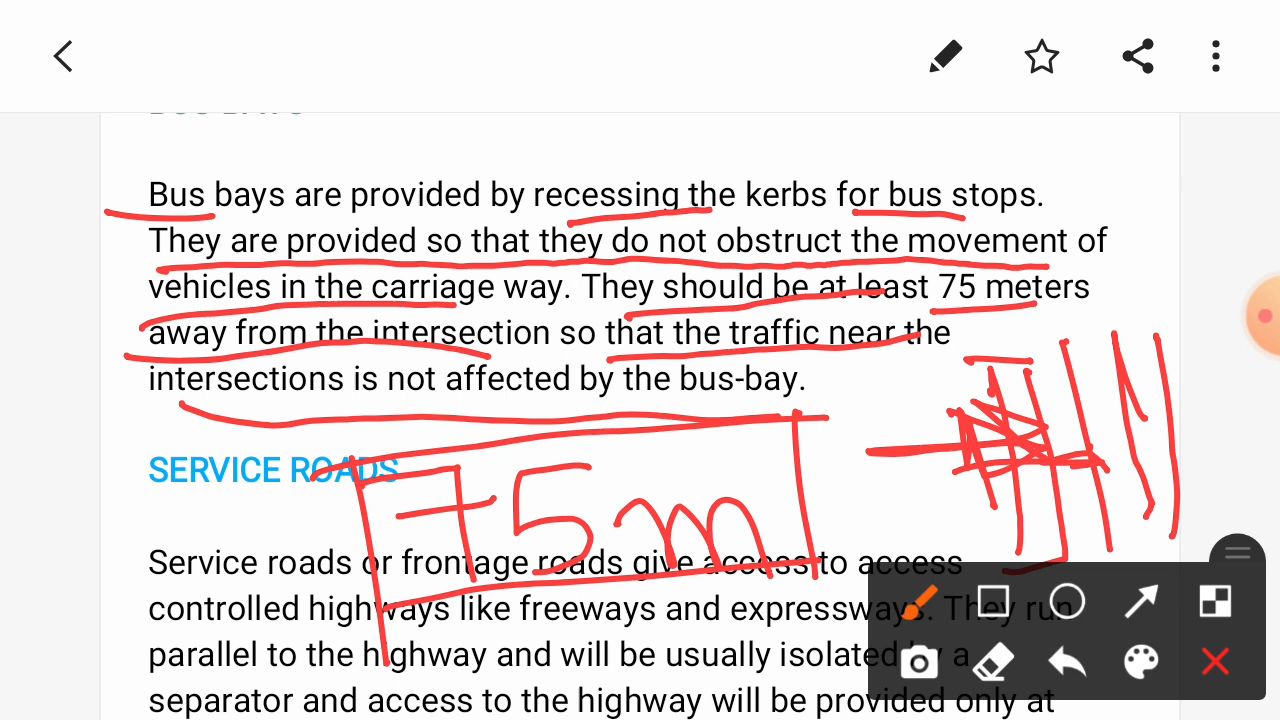 Bus bays are provided by recessing the kerbs for bus stops.
They are provided so that they do not obstruct the movement of
vehicles in the carriage way. They should be at least 75 meters
away from the intersection so that the traffic near the
intersections is not affected by the bus-bay.
SERVICE ROADS
75m
Service roads or frontage roads give access to access
controlled highways like freeways and expressways. They run
parallel to the highway and will be usually isolated by a
separator and access to the highway will be provided only at